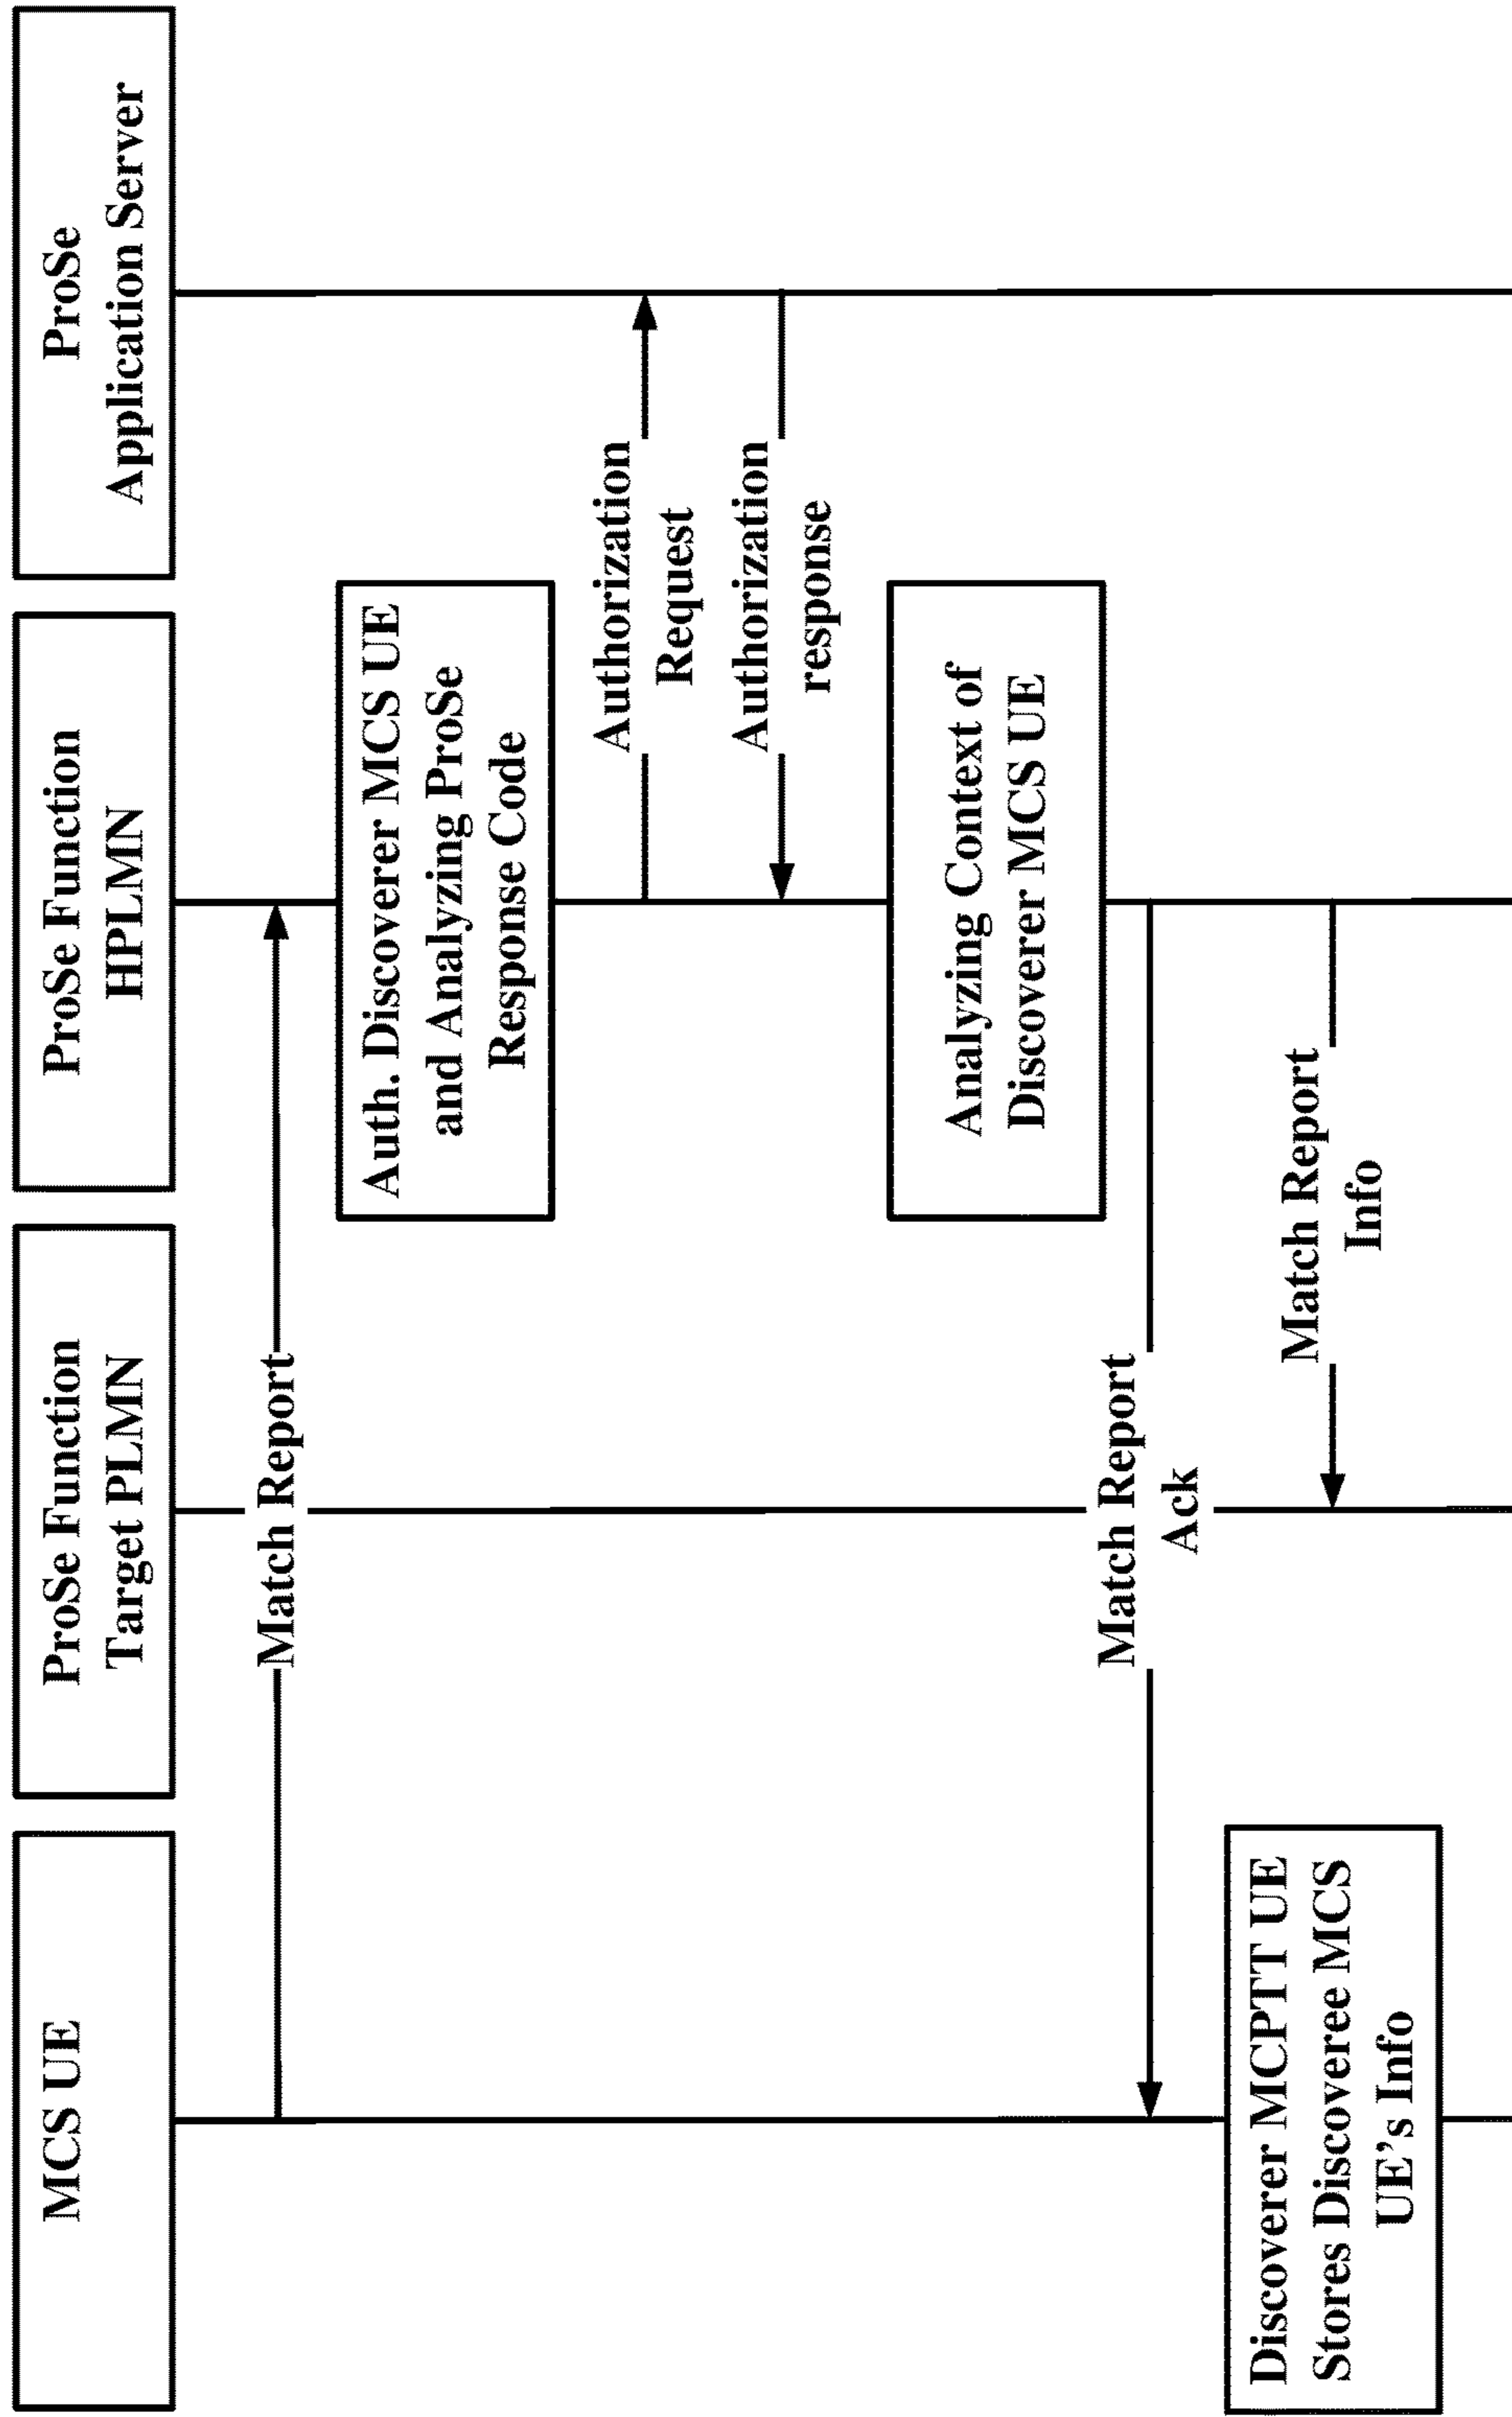 MCS UE
ProSe Function
Target PLMN
ProSe Function
HPLMN
ProSe
Application Server
Match Report
Auth. Discoverer MCS UE
and Analyzing ProSe
Response Code
Authorization
Request
Authorization
response
Analyzing Context of
Discoverer MCS UE
Match Report
Ack
Discoverer MCPTT UE
Stores Discoveree MCS
UE’s Info
Match Report
Info